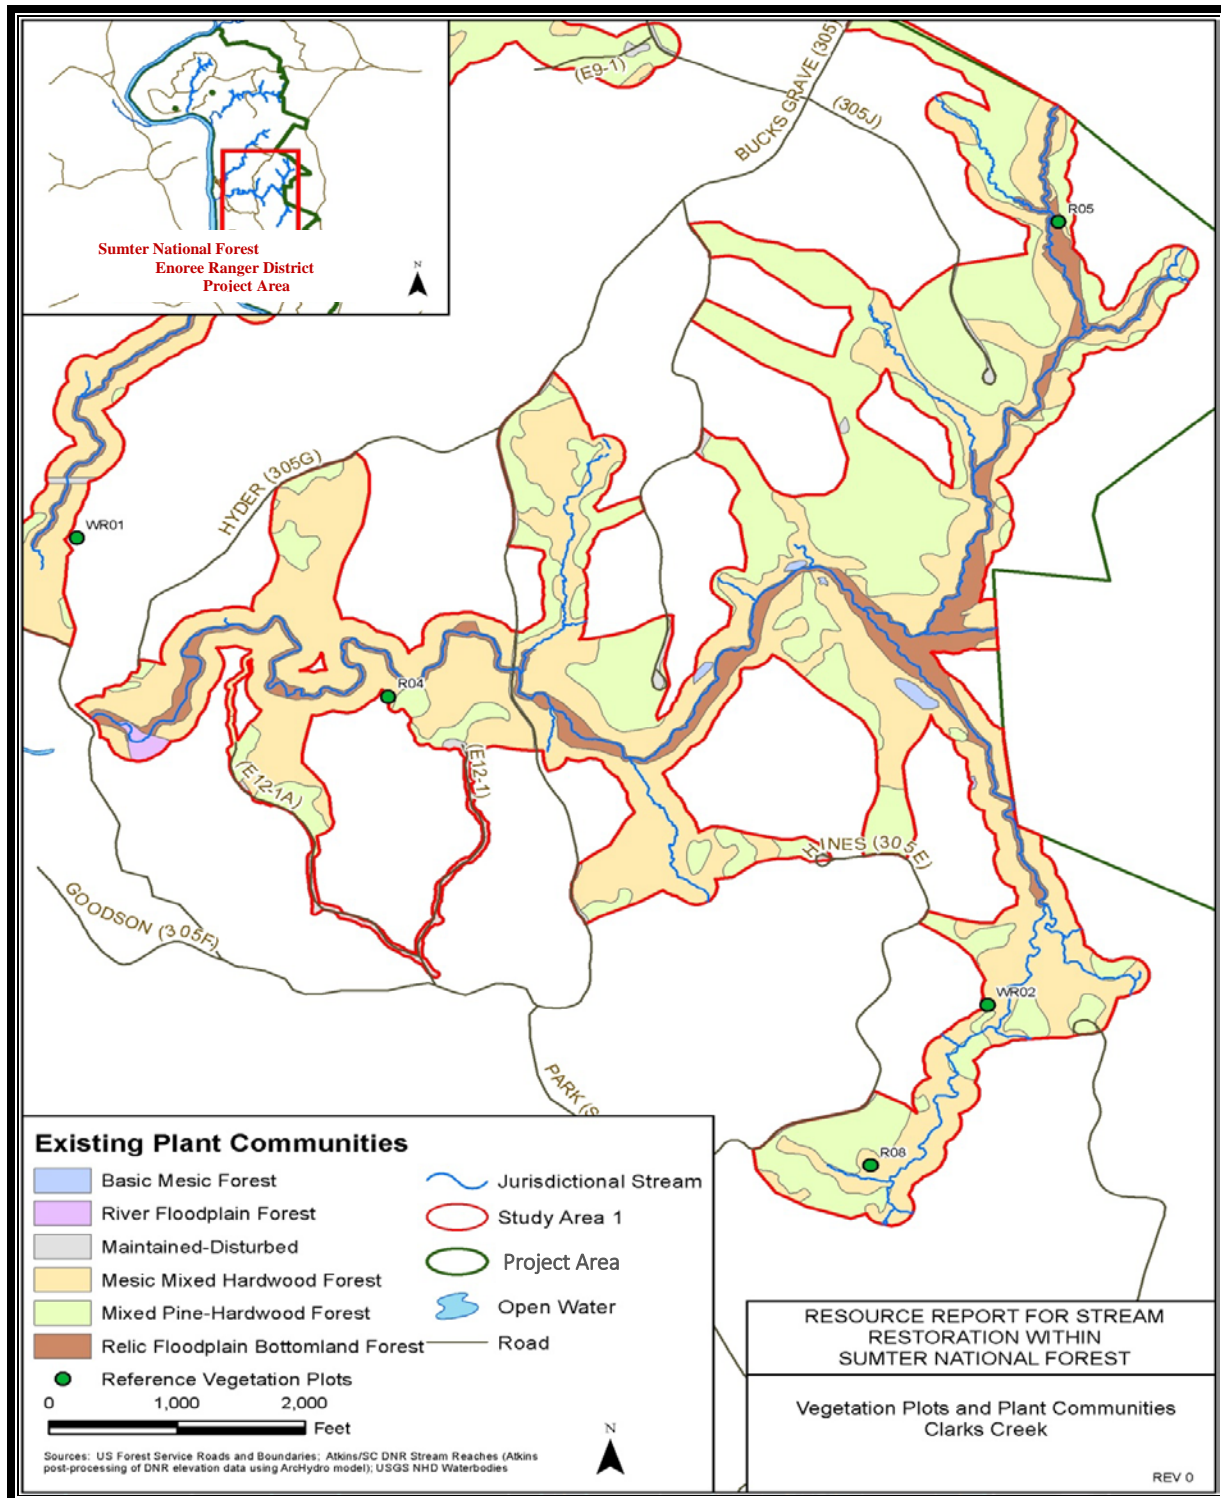 N
Sumter National Forest
Enoree Ranger District
Project Area
(E9-1)
BUCKS GRAVE (305)
(305J)
R05
HYDER (305G)
WR01
R04
(E12-1)
(E12-1A)
HINES (305E)
GOODSON (305F)
WR02
PARK (S
R08
Existing Plant Communities
Basic Mesic Forest
River Floodplain Forest
Maintained-Disturbed
Mesic Mixed Hardwood Forest
Mixed Pine-Hardwood Forest
Relic Floodplain Bottomland Forest
Reference Vegetation Plots
Jurisdictional Stream
Study Area 1
Project Area
Open Water
Road
0 1,000 2,000
Feet
N
Sources: US Forest Service Roads and Boundaries; Atkins/SC DNR Stream Reaches (Atkins
post-processing of DNR elevation data using ArcHydro model); USGS NHD Waterbodies
RESOURCE REPORT FOR STREAM
RESTORATION WITHIN
SUMTER NATIONAL FOREST
Vegetation Plots and Plant Communities
Clarks Creek
REV 0